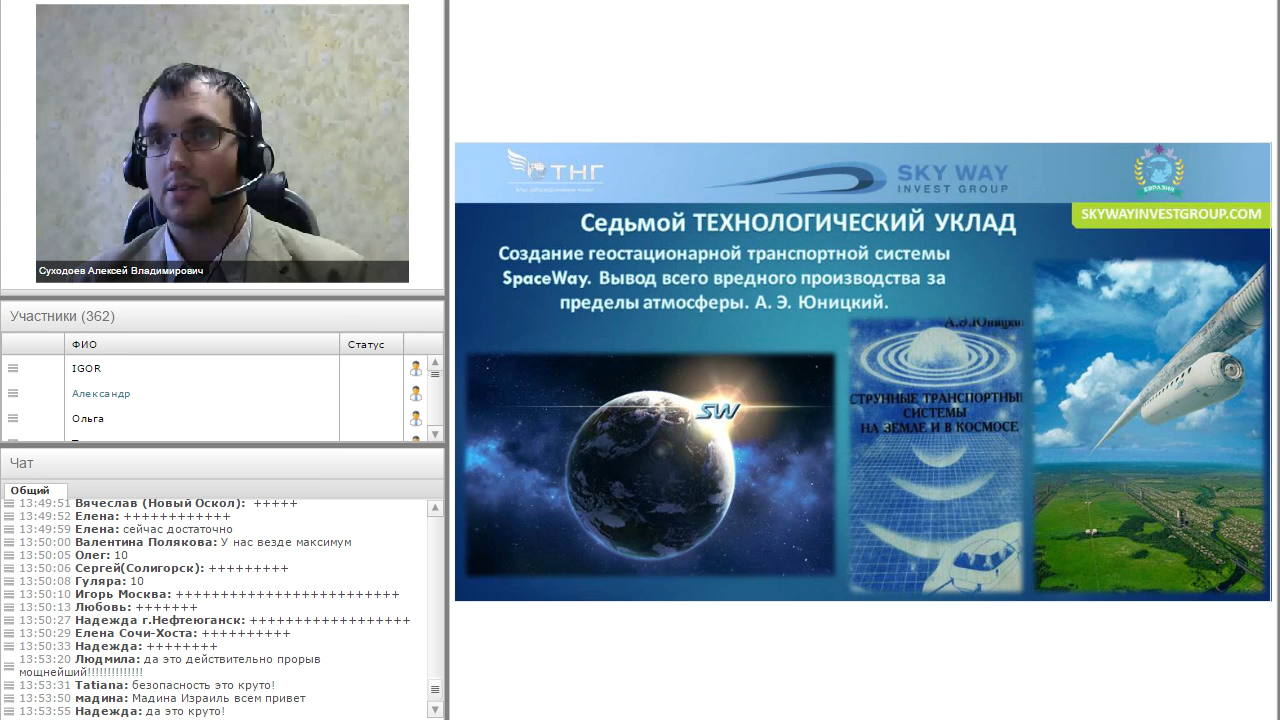 Суходоев Алексей Владимирович
Участники (362)
ФИО
Статус
IGOR
Александр
Ольга
Чат
Общий
13:49:51 Вячеслав (Новый Оскол): +++++
13:49:52 Елена: ++++++++++++
13:49:59 Елена: сейчас достаточно
13:50:00 Валентина Полякова: У нас везде максимум
13:50:05 Олег: 10
13:50:06 Сергей(Солигорск): +++++++++
13:50:08 Гуляра: 10
13:50:10 Игорь Москва: +++++++++++++++++++++++++
13:50:13 Любовь: +++++++
13:50:27 Надежда г.Нефтеюганск: ++++++++++++++++++
13:50:29 Елена Сочи-Хоста: ++++++++++
13:50:33 Надежда: ++++++++
13:53:20 Людмила: да это действительно прорыв
мощнейший!!!!!!!!!!!!!!
13:53:31 Tatiana: безопасность это круто!
13:53:50 мадина: Мадина Израиль всем привет
13:53:55 Надежда: да это круто!
ТНГ
SKY WAY
INVEST GROUP
ЕВРАЗИЯ
SKYWAYINVESTGROUP.COM
Седьмой ТЕХНОЛОГИЧЕСКИЙ УКЛАД
Создание геостационарной транспортной системы
SpaceWay. Вывод всего вредного производства за
пределы атмосферы. А. Э. Юницкий.
SW
А.Э.Юницки
СТРУННЫЕ ТРАНСПОРТНЫ
СИСТЕМЫ
НА ЗЕМЛЕ И В КОСМОСЕ